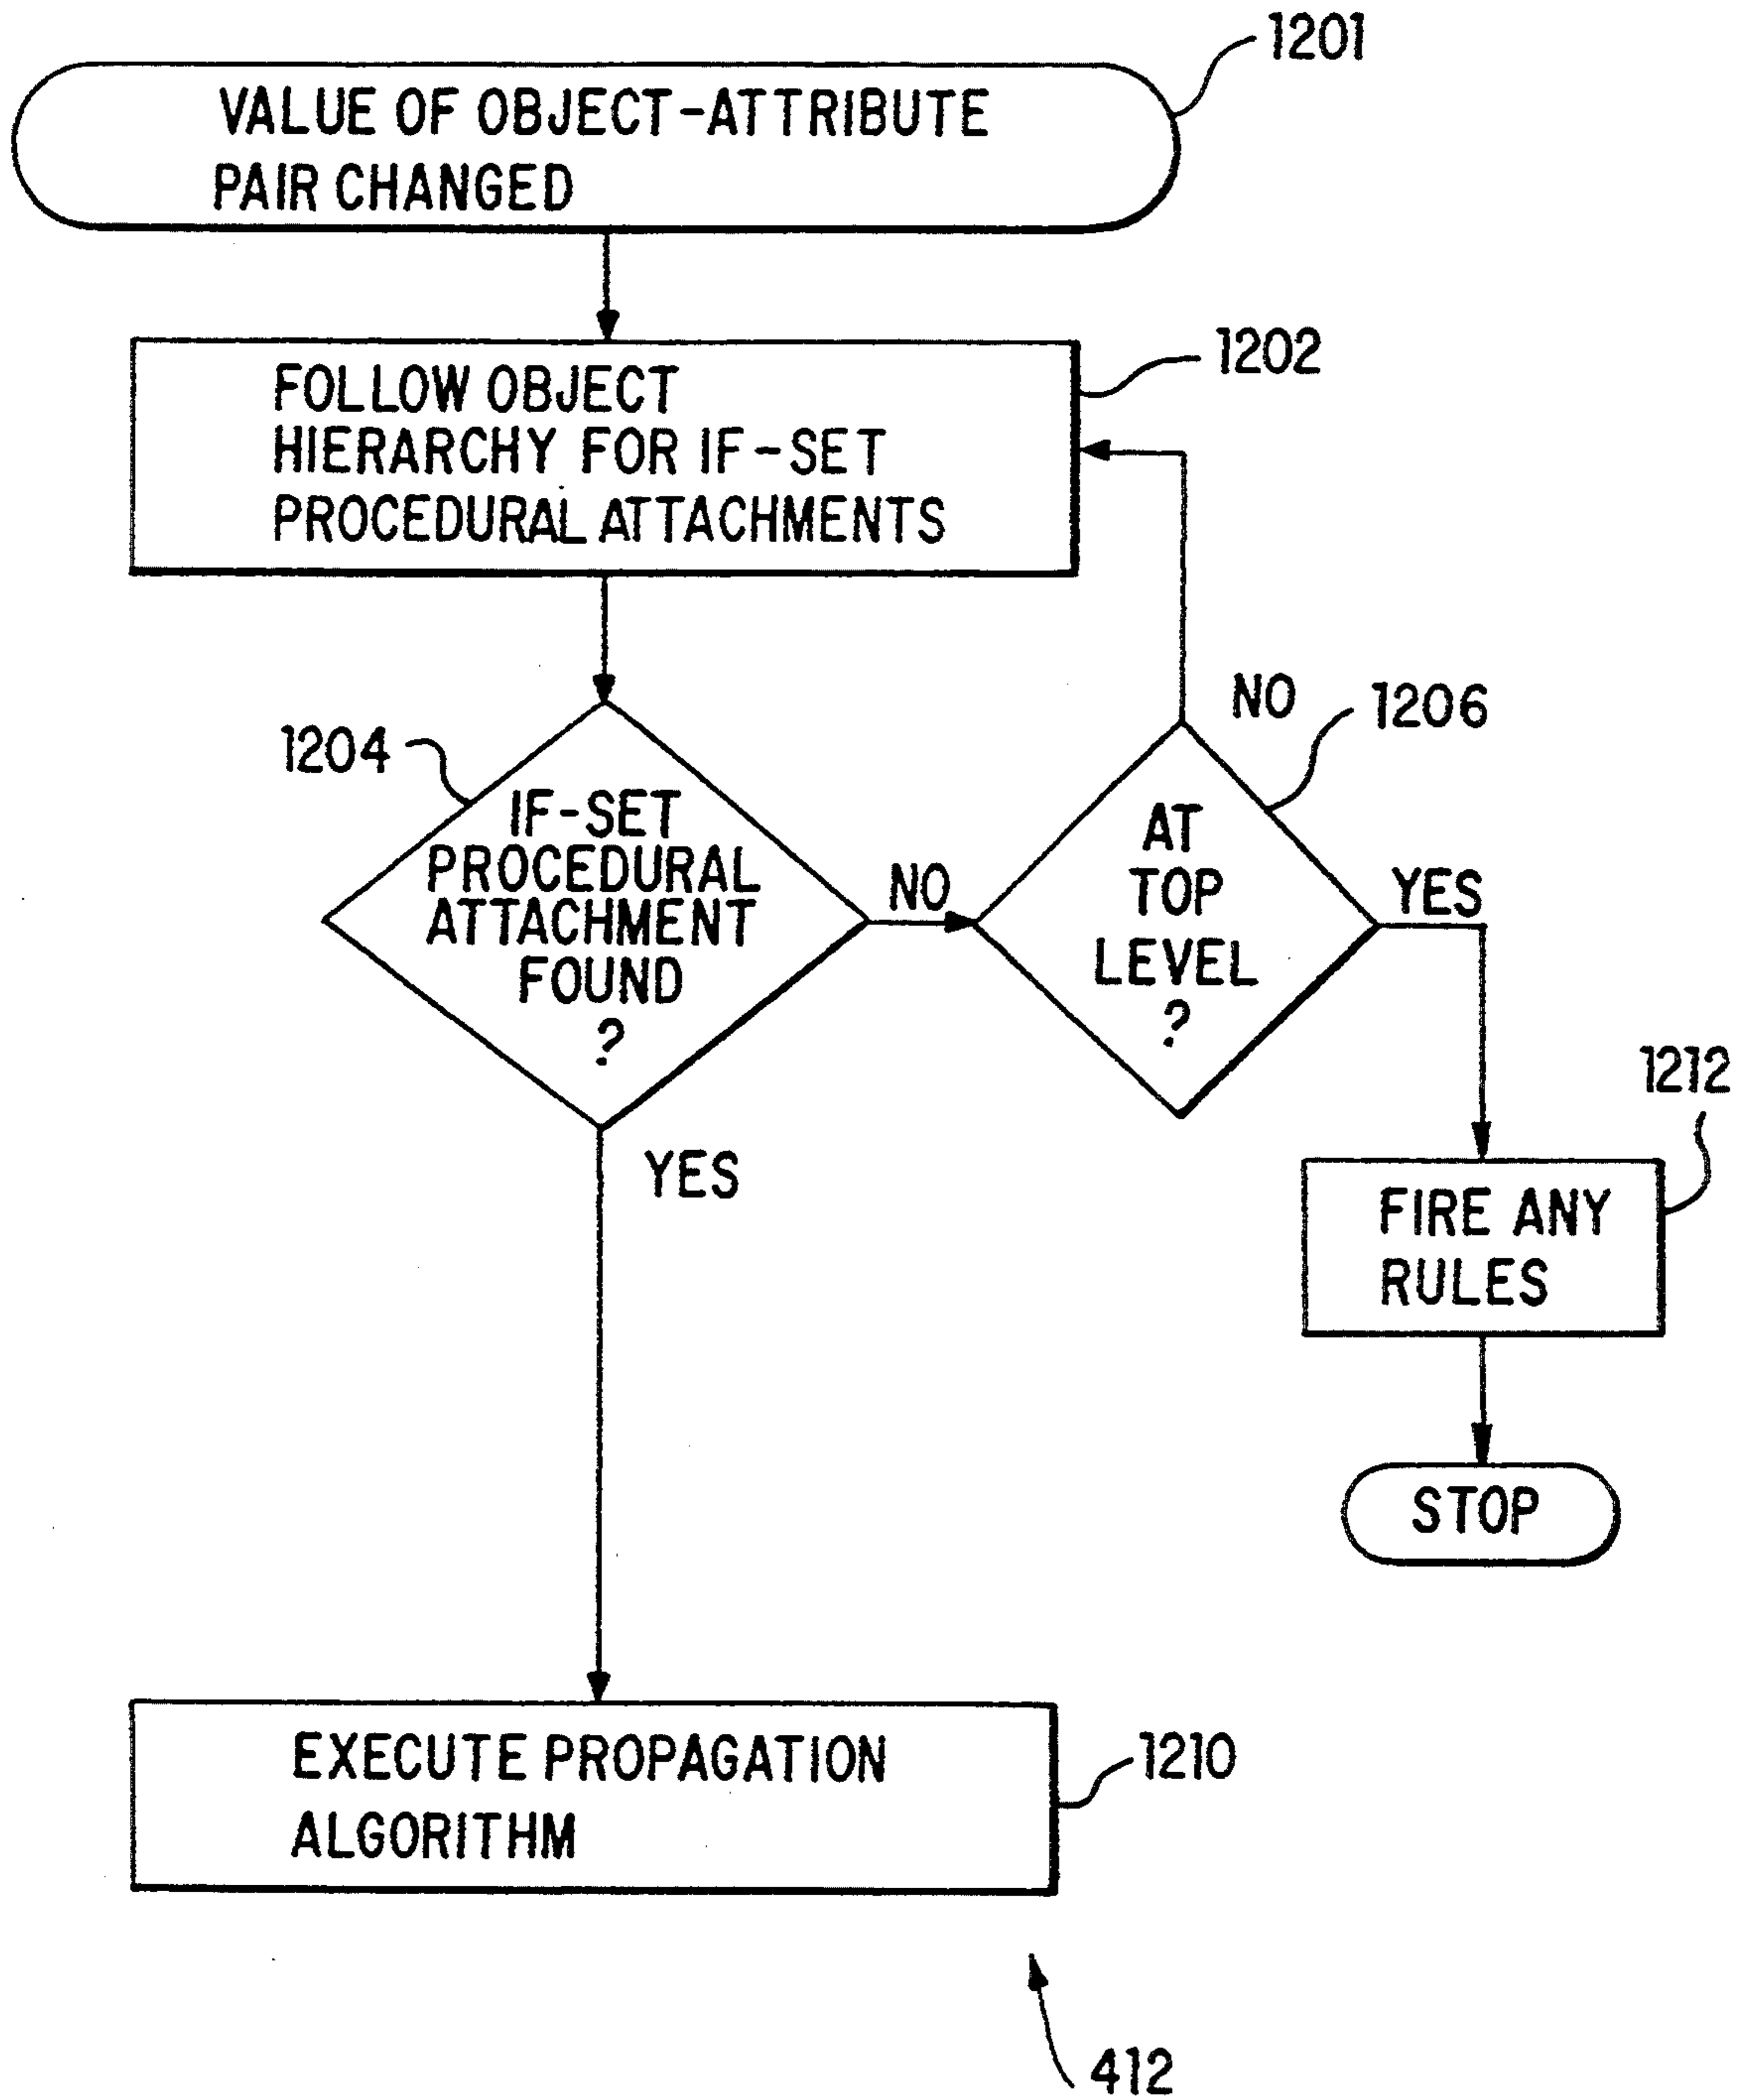 1201
VALUE OF OBJECT-ATTRIBUTE
PAIR CHANGED
1202
FOLLOW OBJECT
HIERARCHY FOR IF-SET
PROCEDURAL ATTACHMENTS
NO
1206
1204
IF-SET
PROCEDURAL
ATTACHMENT
FOUND
?
NO
AT
TOP
LEVEL
?
YES
YES
1212
FIRE ANY
RULES
STOP
EXECUTE PROPAGATION
ALGORITHM
1210
412